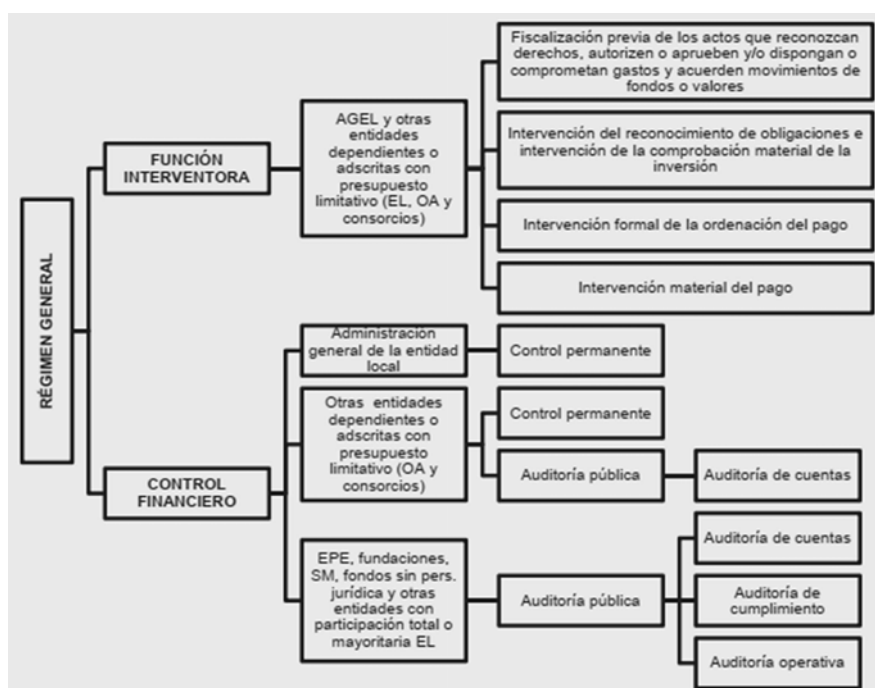 RÉGIMEN GENERAL
FUNCIÓN
INTERVENTORA
AGEL y otras
entidades
dependientes o
adscritas con
presupuesto
limitativo (EL, OA y
consorcios)
Fiscalización previa de los actos que reconozcan
derechos, autorizen o aprueben y/o dispongan o
comprometan gastos y acuerden movimientos de
fondos o valores
Intervención del reconocimiento de obligaciones e
intervención de la comprobación material de la
inversión
Intervención formal de la ordenación del pago
Intervención material del pago
CONTROL
FINANCIERO
Administración
general de la entidad
local
Control permanente
Otras entidades
dependientes o
adscritas con
presupuesto
limitativo (OA y
consorcios)
Control permanente
Auditoría pública
Auditoría de cuentas
EPE, fundaciones,
SM, fondos sin pers.
jurídica y otras
entidades con
participación total o
mayoritaria EL
Auditoría pública
Auditoría de cuentas
Auditoría de
cumplimiento
Auditoría operativa